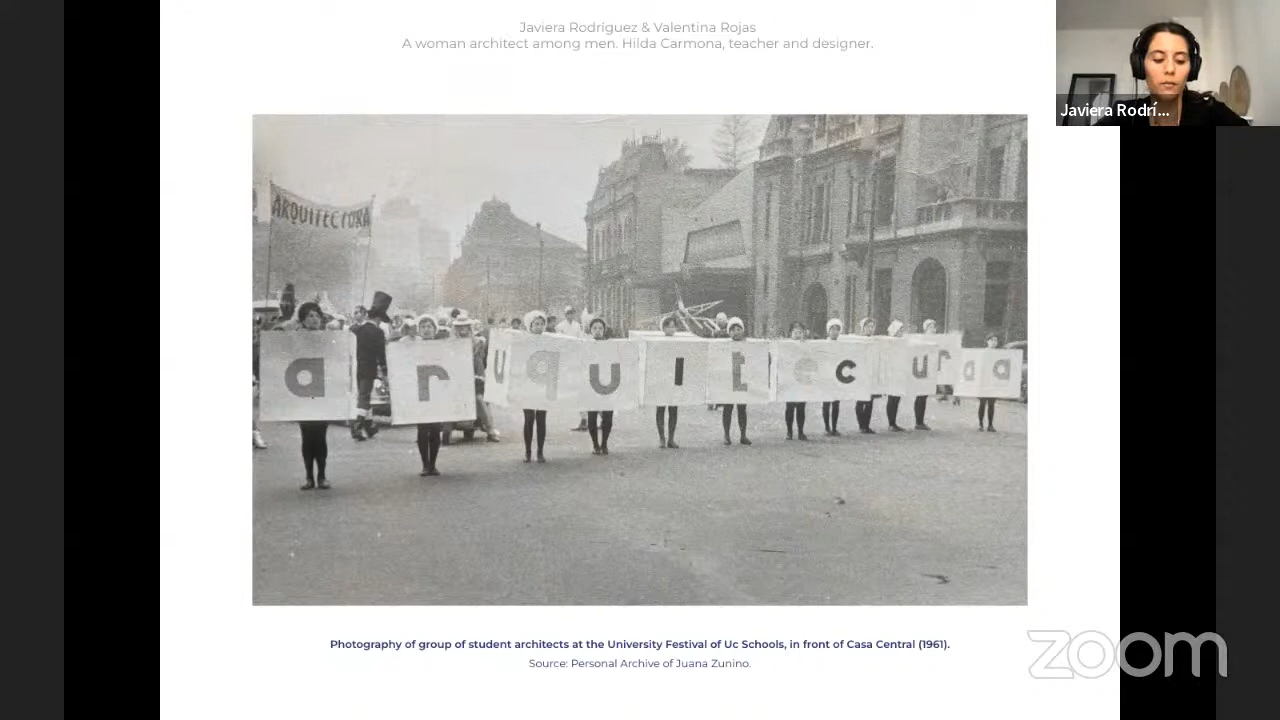 Javiera Rodríguez & Valentina Rojas
A woman architect among men. Hilda Carmona, teacher and designer.
Javiera Rodrí...
ARQUITECTURA
a r u q u i t e c u r a a
Photography of group of student architects at the University Festival of Uc Schools, in front of Casa Central (1961).
Source: Personal Archive of Juana Zunino.
zoom